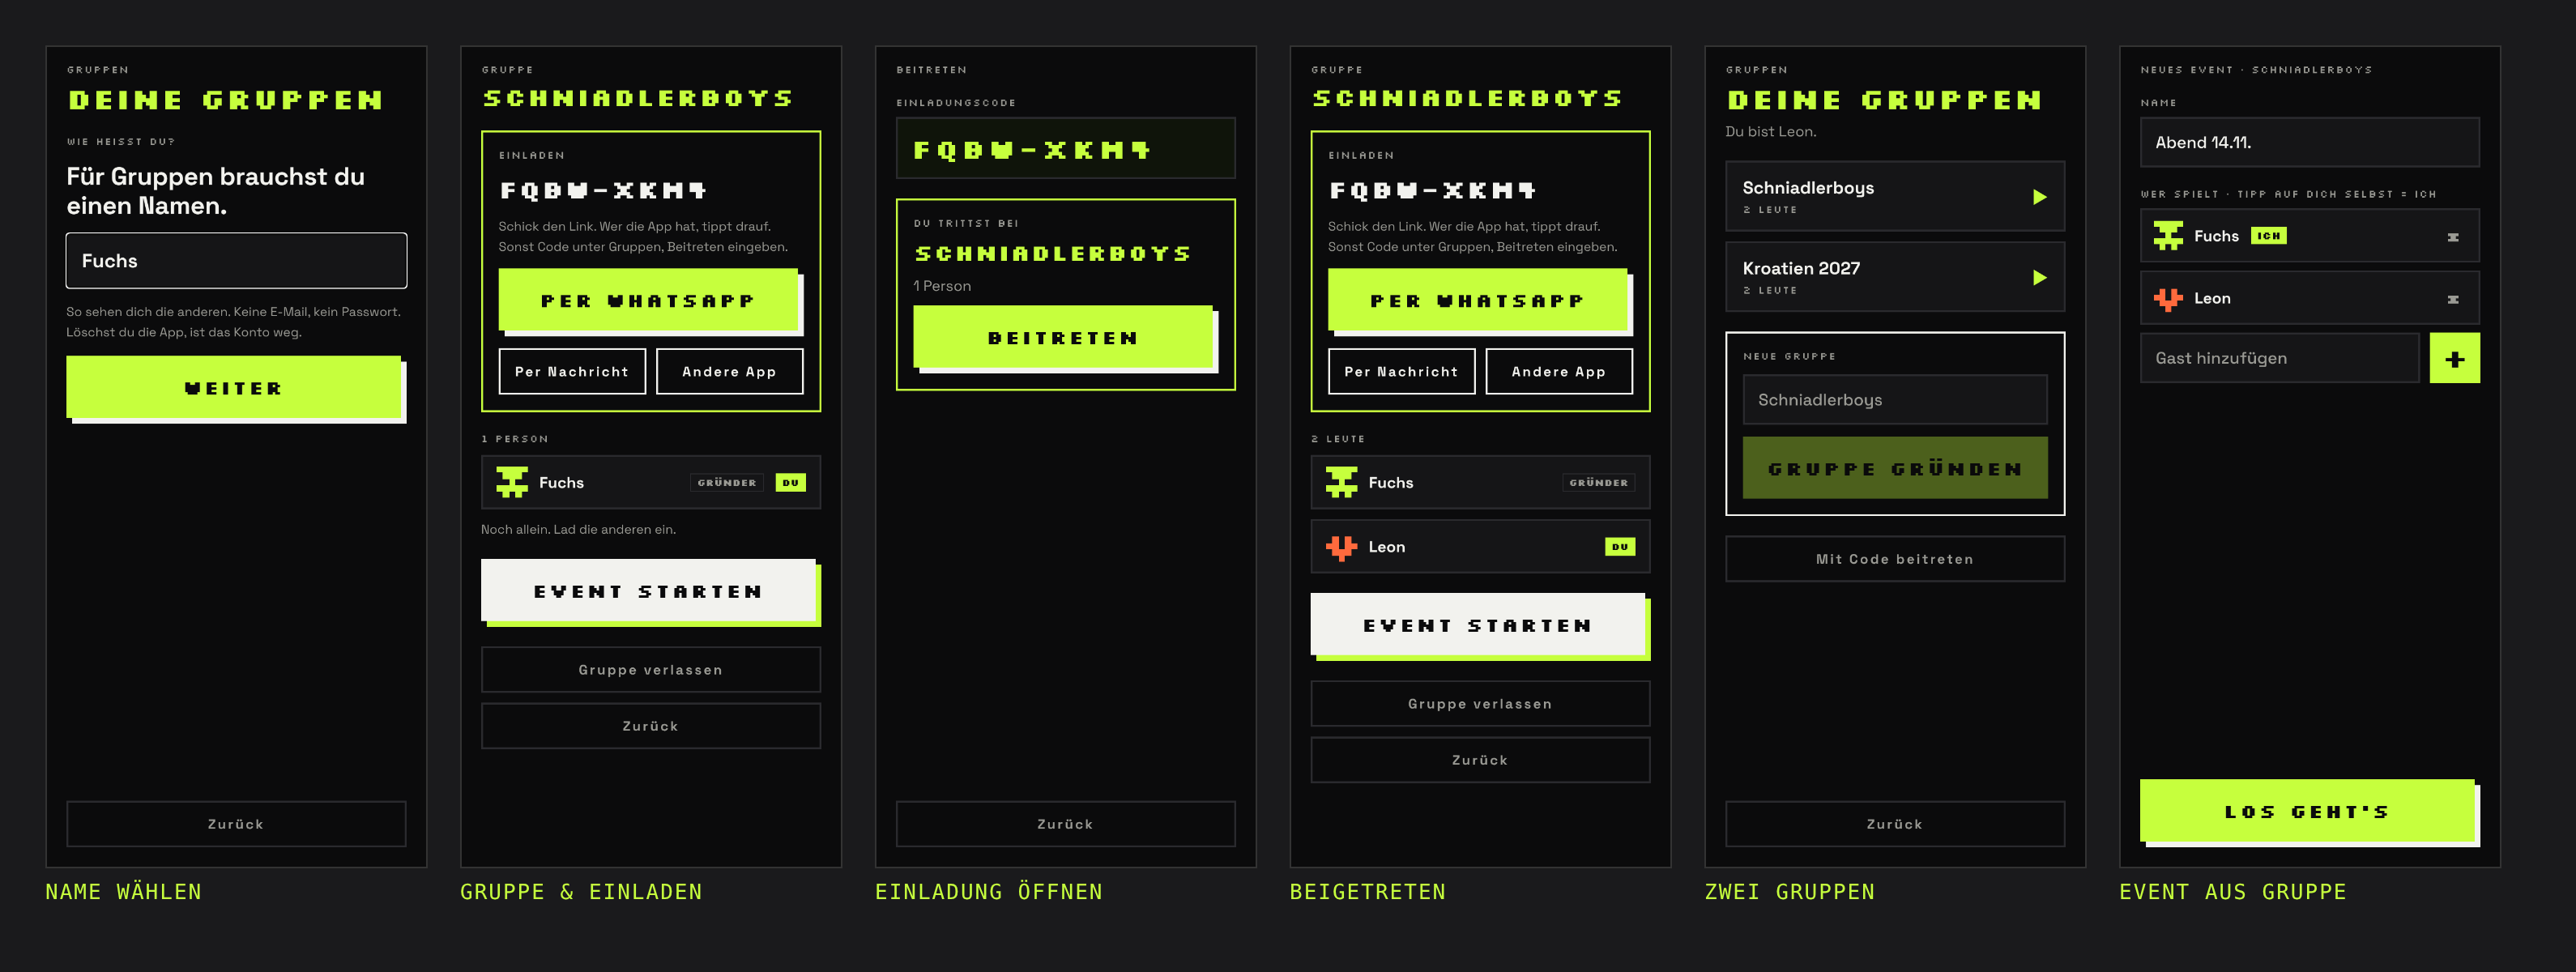 GRUPPEN
DEINE GRUPPEN
WIE HEISST DU?
Für Gruppen brauchst du
einen Namen.
Fuchs
So sehen dich die anderen. Keine E-Mail, kein Passwort.
Löschst du die App, ist das Konto weg.
WEITER
Zurück
NAME WÄHLEN
GRUPPE
SCHNIADLERBOYS
EINLADEN
FQBW-XKM4
Schick den Link. Wer die App hat, tippt drauf.
Sonst Code unter Gruppen, Beitreten eingeben.
PER WHATSAPP
Per Nachricht
Andere App
1 PERSON
Fuchs
GRÜNDER
DU
Noch allein. Lad die anderen ein.
EVENT STARTEN
Gruppe verlassen
Zurück
GRUPPE & EINLADEN
BEITRETEN
EINLADUNGSCODE
FQBW-XKM4
DU TRITTST BEI
SCHNIADLERBOYS
1 Person
BEITRETEN
Zurück
EINLADUNG ÖFFNEN
GRUPPE
SCHNIADLERBOYS
EINLADEN
FQBW-XKM4
Schick den Link. Wer die App hat, tippt drauf.
Sonst Code unter Gruppen, Beitreten eingeben.
PER WHATSAPP
Per Nachricht
Andere App
2 LEUTE
Fuchs
GRÜNDER
Leon
DU
EVENT STARTEN
Gruppe verlassen
Zurück
BEIGETRETEN
GRUPPEN
DEINE GRUPPEN
Du bist Leon.
Schniadlerboys
2 LEUTE
Kroatien 2027
2 LEUTE
NEUE GRUPPE
Schniadlerboys
GRUPPE GRÜNDEN
Mit Code beitreten
Zurück
ZWEI GRUPPEN
NEUES EVENT · SCHNIADLERBOYS
NAME
Abend 14.11.
WER SPIELT · TIPP AUF DICH SELBST = ICH
Fuchs
ICH
Leon
Gast hinzufügen
+
LOS GEHT'S
EVENT AUS GRUPPE